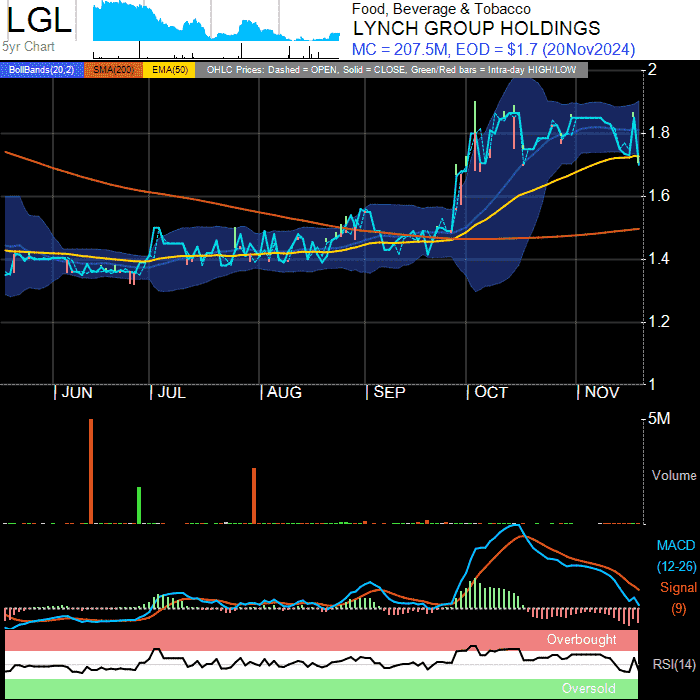 LGL
5yr Chart
Food, Beverage & Tobacco
LYNCH GROUP HOLDINGS
MC = 207.5M, EOD = $1.7 (20Nov2024)
BollBands(20,2) SMA(200) EMA(50) OHLC Prices: Dashed = OPEN, Solid = CLOSE, Green/Red bars = Intra-day HIGH/LOW
2
1.8
1.6
1.4
1.2
1
JUN JUL AUG SEP OCT NOV
5M
Volume
MACD
(12-26)
Signal
(9)
Overbought
RSI(14)
Oversold